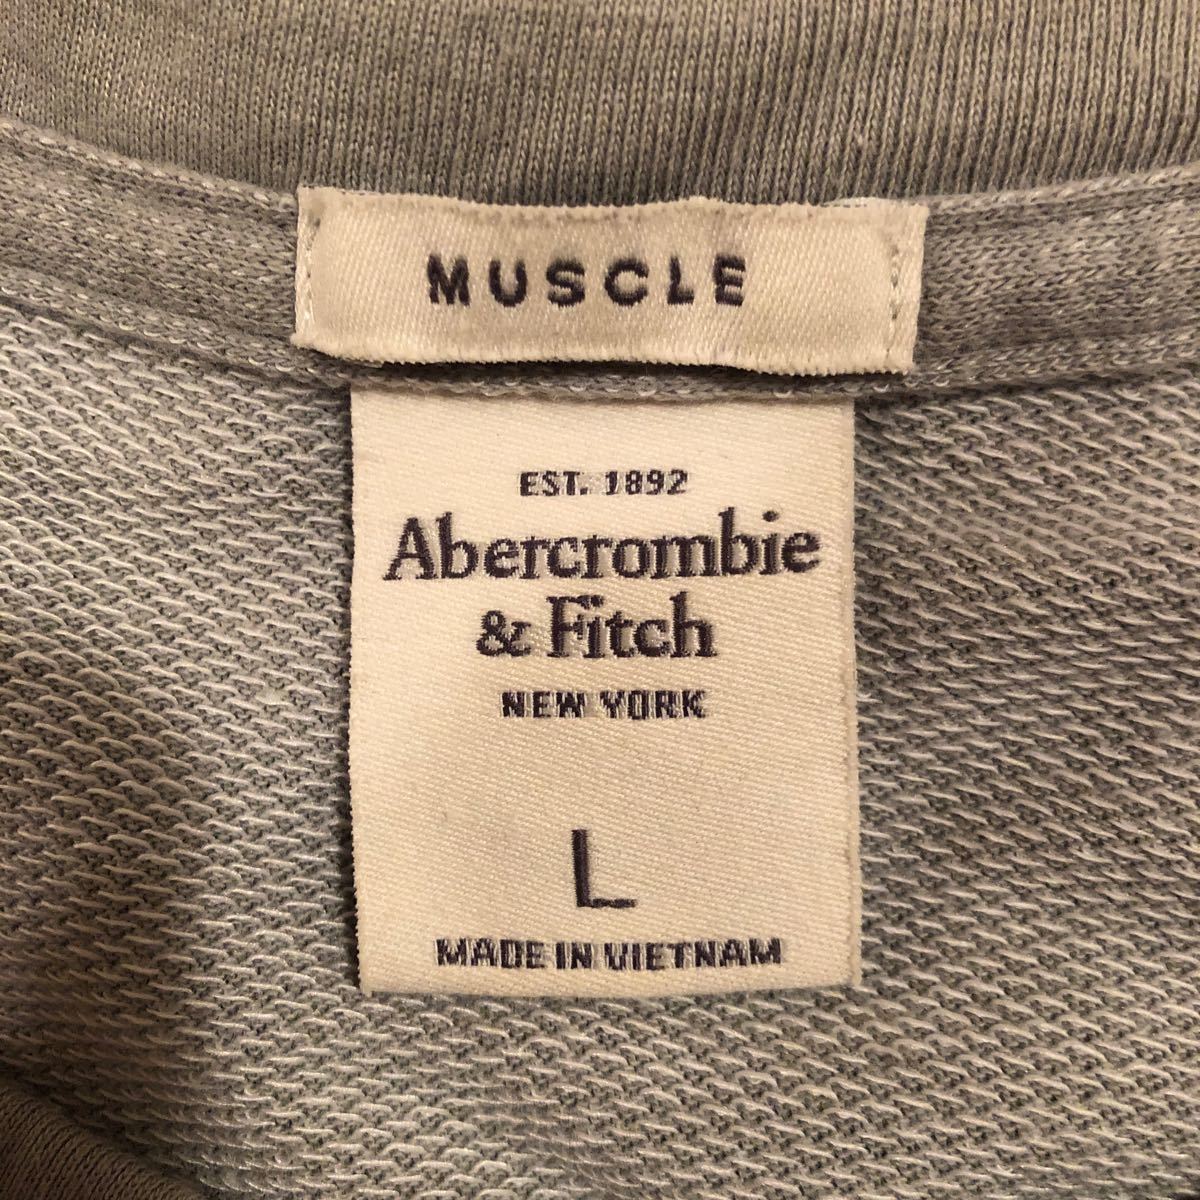 MUSCLE
EST. 1892
Abercrombie
& Fitch
NEW YORK
L
MADE IN VIETNAM